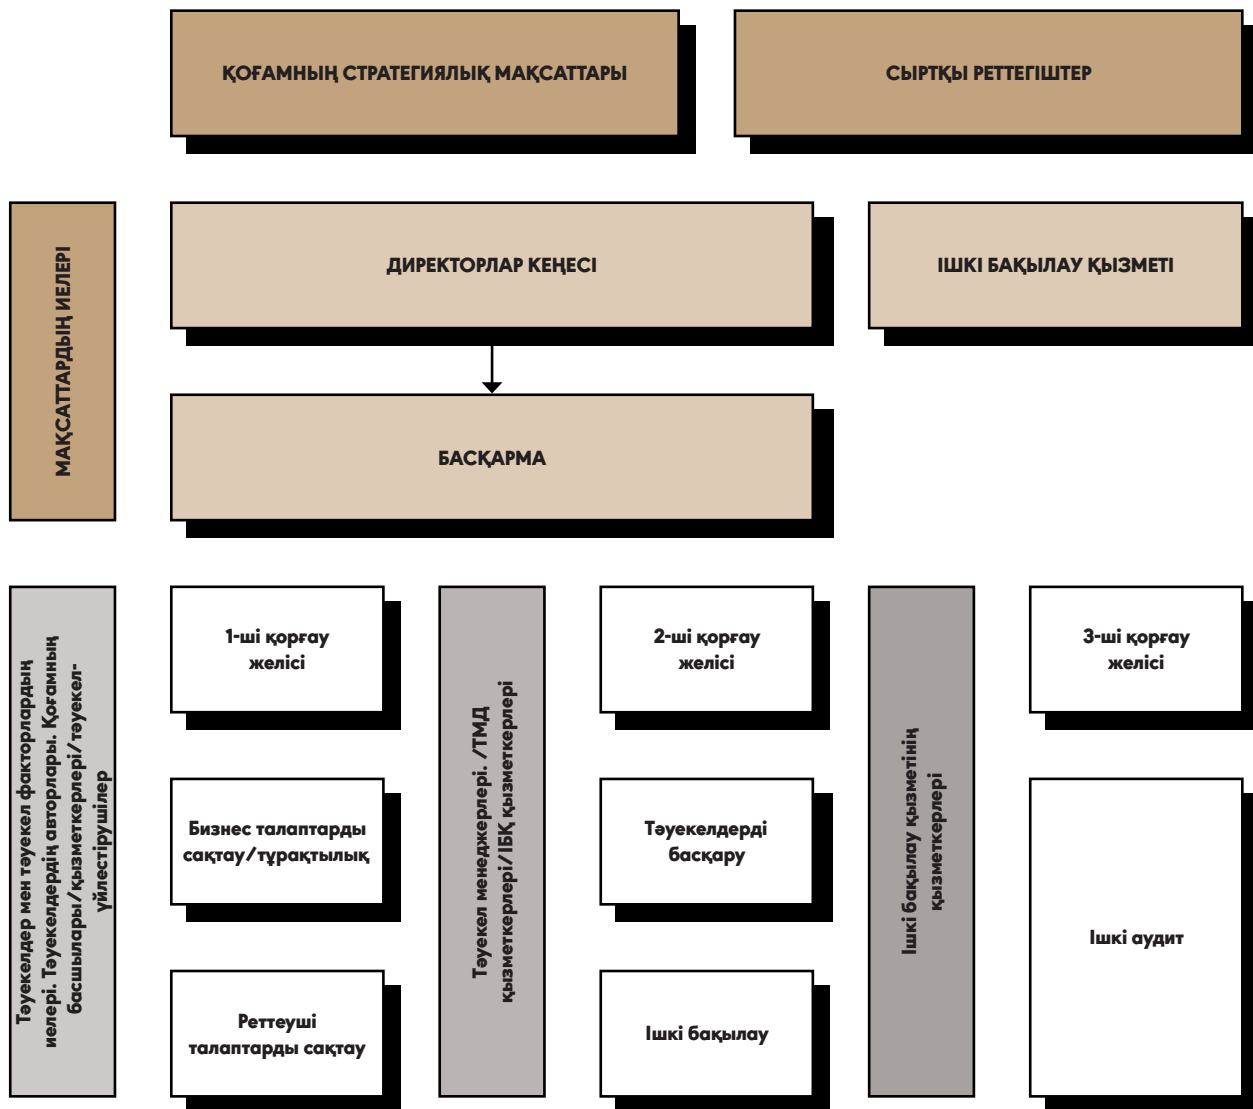 ҚОҒАМНЫҢ СТРАТЕГИЯЛЫҚ МАҚСАТТАРЫ
СЫРТҚЫ РЕТТЕГІШТЕР
МАҚСАТТАРДЫҢ ИЕЛЕРІ
ДИРЕКТОРЛАР КЕҢЕСІ
ІШКІ БАҚЫЛАУ ҚЫЗМЕТІ
БАСҚАРМА
Тәуекелдер мен тәуекел факторлардың
иелері. Тәуекелдердің авторлары. Қоғамның
басшылары/қызметкерлері/тәуекел-
үйлестірушілер
1-ші қорғау
желісі
Бизнес талаптарды
сақтау/тұрақтылық
Реттеуші
талаптарды сақтау
Тәуекел менеджерлері. /ТМД
қызметкерлері/ІБҚ қызметкерлері
2-ші қорғау
желісі
Тәуекелдерді
басқару
Ішкі бақылау
Ішкі бақылау қызметінің
қызметкерлері
3-ші қорғау
желісі
Ішкі аудит